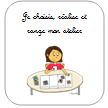 Je choisis, réalise et
range mon atelier